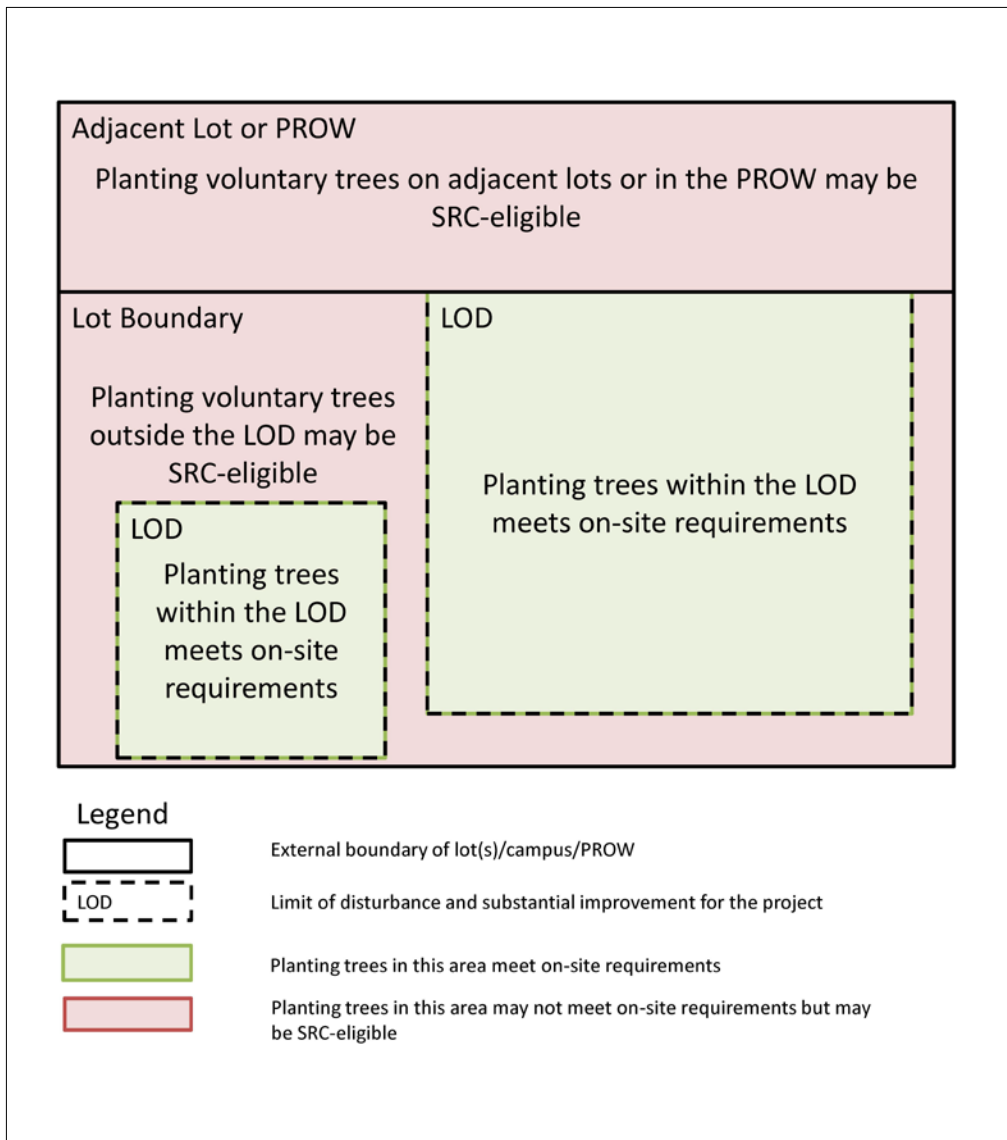 Adjacent Lot or PROW
Planting voluntary trees on adjacent lots or in the PROW may be
SRC-eligible
Lot Boundary
Planting voluntary trees
outside the LOD may be
SRC-eligible
LOD
Planting trees
within the LOD
meets on-site
requirements
LOD
Planting trees within the LOD
meets on-site requirements
Legend
External boundary of lot(s)/campus/PROW
LOD
Limit of disturbance and substantial improvement for the project
Planting trees in this area meet on-site requirements
Planting trees in this area may not meet on-site requirements but may
be SRC-eligible